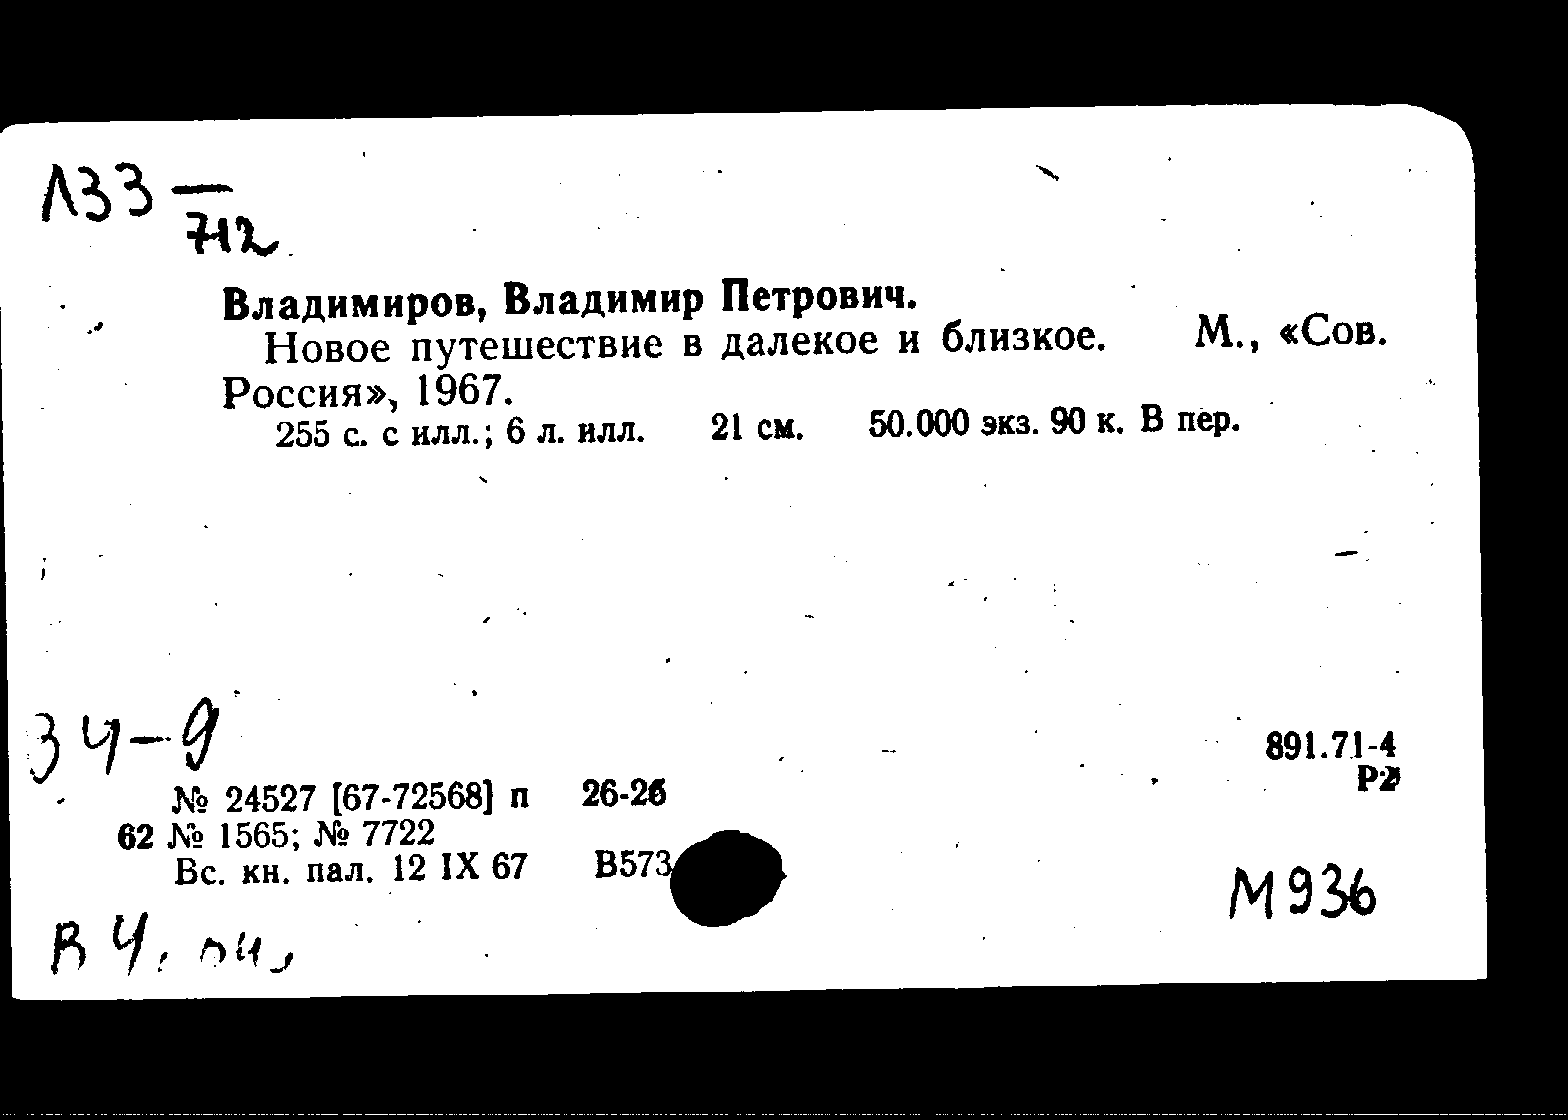 Л33 —
712
Владимиров, Владимир Петрович.
Новое путешествие в далекое и близкое. М., «Сов.
Россия», 1967.
255 с. с илл.; 6 л. илл. 21 см. 50.000 экз. 90 к. В пер.
34-9
891.71-4
Р2
№ 24527 [67-72568] п 26-2б
62 № 1565; № 7722
Вс. кн. пал. 12 IX 67 В573
М936